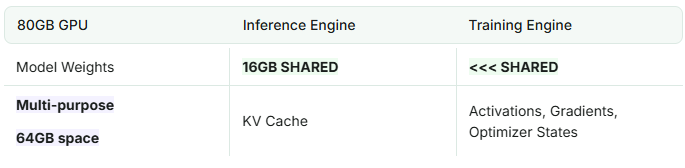 80GB GPU Inference Engine Training Engine
Model Weights 16GB SHARED <<< SHARED
Multi-purpose
64GB space
KV Cache
Activations, Gradients,
Optimizer States